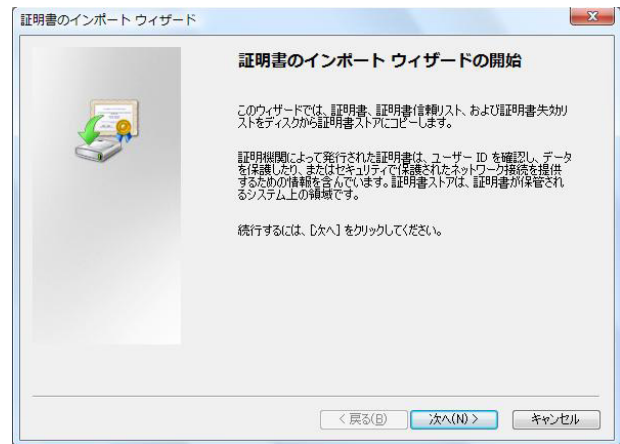 証明書のインポート ウィザード
証明書のインポート ウィザードの開始
このウィザードでは、証明書、証明書信頼リスト、および証明書失効リ
ストをディスクから証明書ストアにコピーします。
証明機関によって発行された証明書は、ユーザー ID を確認し、データ
を保護したり、またはセキュリティで保護されたネットワーク接続を提供
するための情報を含んでいます。証明書ストアは、証明書が保管され
るシステム上の領域です。
続行するには、[次へ] をクリックしてください。
< 戻る(B)
次へ(N) >
キャンセル